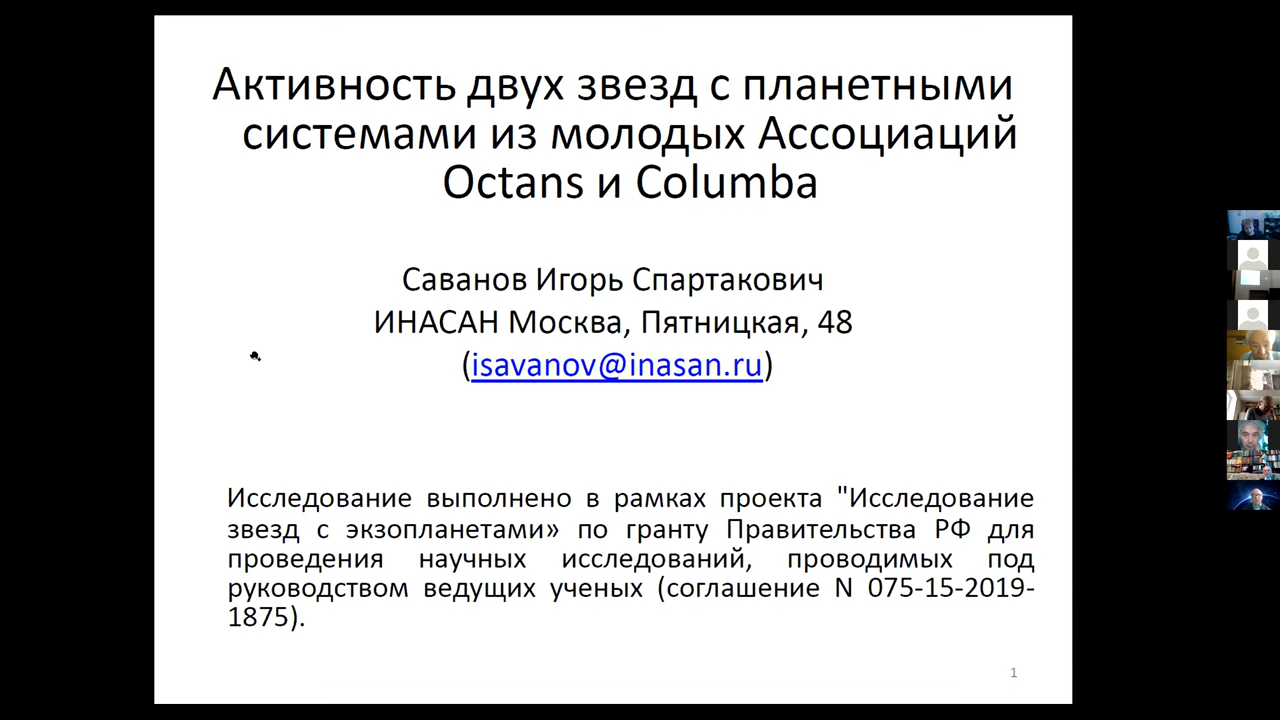 Активность двух звезд с планетными
системами из молодых Ассоциаций
Octans и Columba
Саванов Игорь Спартакович
ИНАСАН Москва, Пятницкая, 48
(isavanov@inasan.ru)
Исследование выполнено в рамках проекта "Исследование
звезд с экзопланетами» по гранту Правительства РФ для
проведения научных исследований, проводимых под
руководством ведущих ученых (соглашение N 075-15-2019-
1875).
1